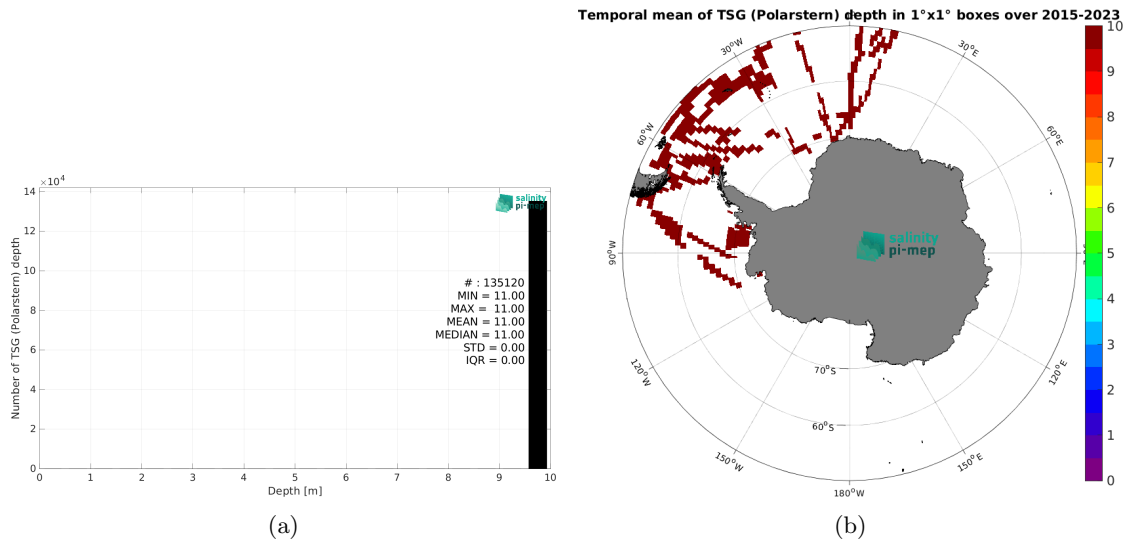 Temporal mean of TSG (Polarstern) depth in 1°x1° boxes over 2015-2023
×10⁴
14
12
10
8
6
4
2
0
Number of TSG (Polarstern) depth
salinity
pi-mep
# : 135120
MIN = 11.00
MAX = 11.00
MEAN = 11.00
MEDIAN = 11.00
STD = 0.00
IQR = 0.00
0 1 2 3 4 5 6 7 8 9 10
Depth [m]
(a)
30°W
30°E
60°W
60°E
90°W
120°W
120°E
150°W
150°E
180°W
70°S
60°S
salinity
pi-mep
10
9
8
7
6
5
4
3
2
1
0
(b)